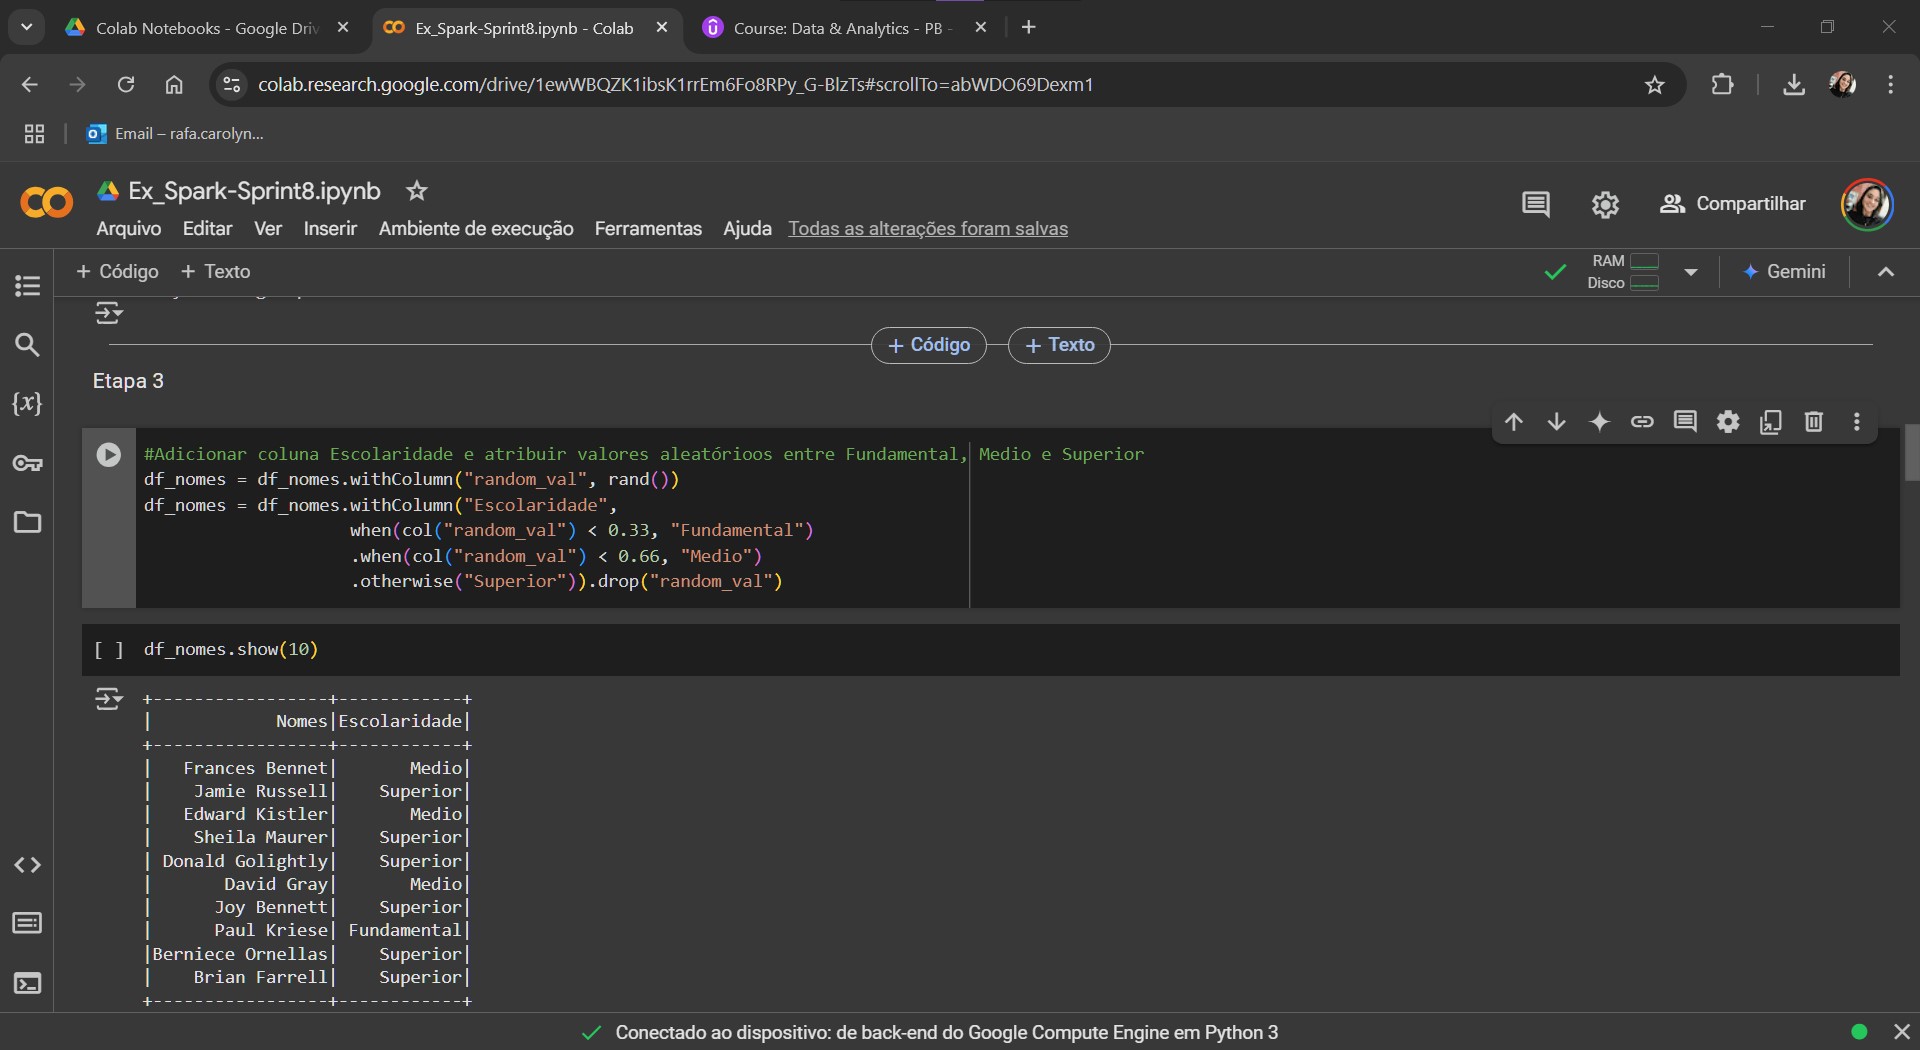 Colab Notebooks - Google Driv
Ex_Spark-Sprint8.ipynb - Colab
Course: Data & Analytics - PB -
colab.research.google.com/drive/1ewWBQZK1ibsK1rrEm6Fo8RPy_G-BlzTs#scrollTo=abWDO69Dexm1
Email – rafa.carolyn...
Ex_Spark-Sprint8.ipynb
Compartilhar
Arquivo Editar Ver Inserir Ambiente de execução Ferramentas Ajuda Todas as alterações foram salvas
+ Código + Texto
RAM
Disco
Gemini
+ Código + Texto
Etapa 3
#Adicionar coluna Escolaridade e atribuir valores aleatórioos entre Fundamental, Medio e Superior
df_nomes = df_nomes.withColumn("random_val", rand())
df_nomes = df_nomes.withColumn("Escolaridade",
when(col("random_val") < 0.33, "Fundamental")
.when(col("random_val") < 0.66, "Medio")
.otherwise("Superior")).drop("random_val")
[ ] df_nomes.show(10)
+-----------------+------------+
|            Nomes|Escolaridade|
+-----------------+------------+
|   Frances Bennet|       Medio|
|    Jamie Russell|    Superior|
|   Edward Kistler|       Medio|
|    Sheila Maurer|    Superior|
| Donald Golightly|    Superior|
|       David Gray|       Medio|
|      Joy Bennett|    Superior|
|      Paul Kriese| Fundamental|
|Berniece Ornellas|    Superior|
|    Brian Farrell|    Superior|
+-----------------+------------+
Conectado ao dispositivo: de back-end do Google Compute Engine em Python 3